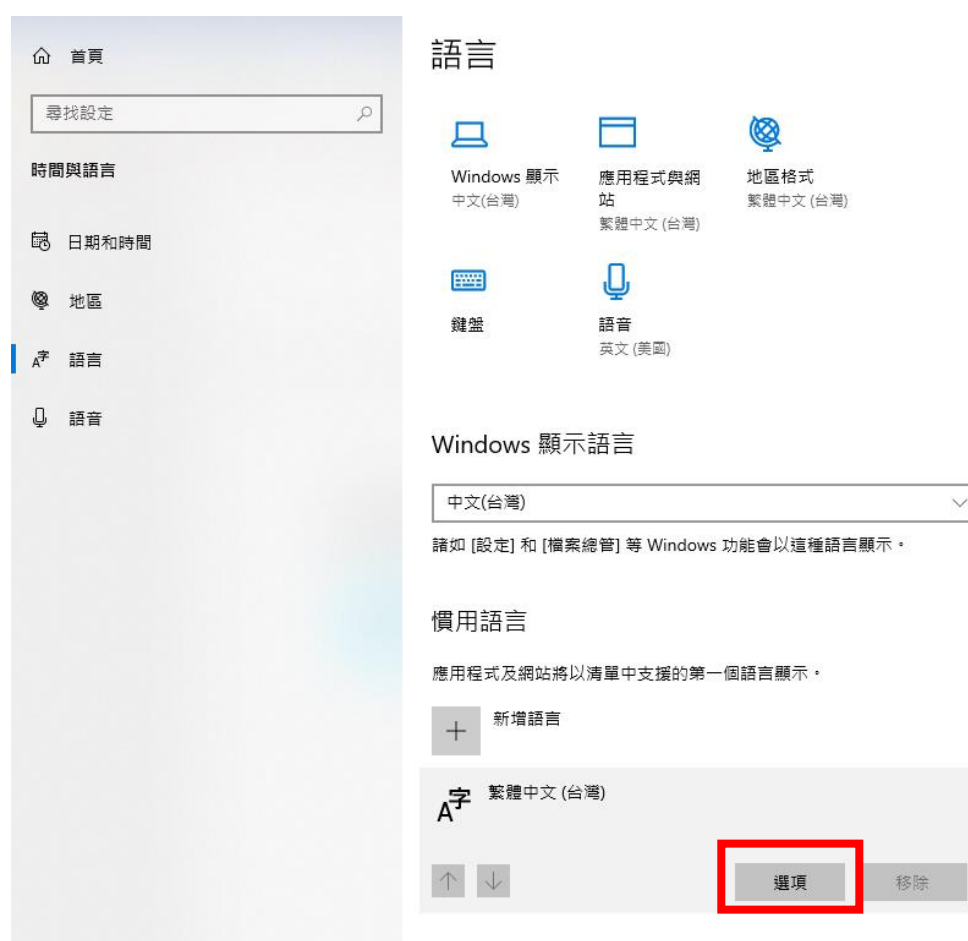 首頁
尋找設定
時間與語言
日期和時間
地區
語言
語音
語言
Windows 顯示
中文(台灣)
應用程式與網
站
繁體中文 (台灣)
地區格式
繁體中文 (台灣)
鍵盤
語音
英文 (美國)
Windows 顯示語言
中文(台灣)
諸如 [設定] 和 [檔案總管] 等 Windows 功能會以這種語言顯示。
慣用語言
應用程式及網站將以清單中支援的第一個語言顯示。
新增語言
繁體中文 (台灣)
選項
移除